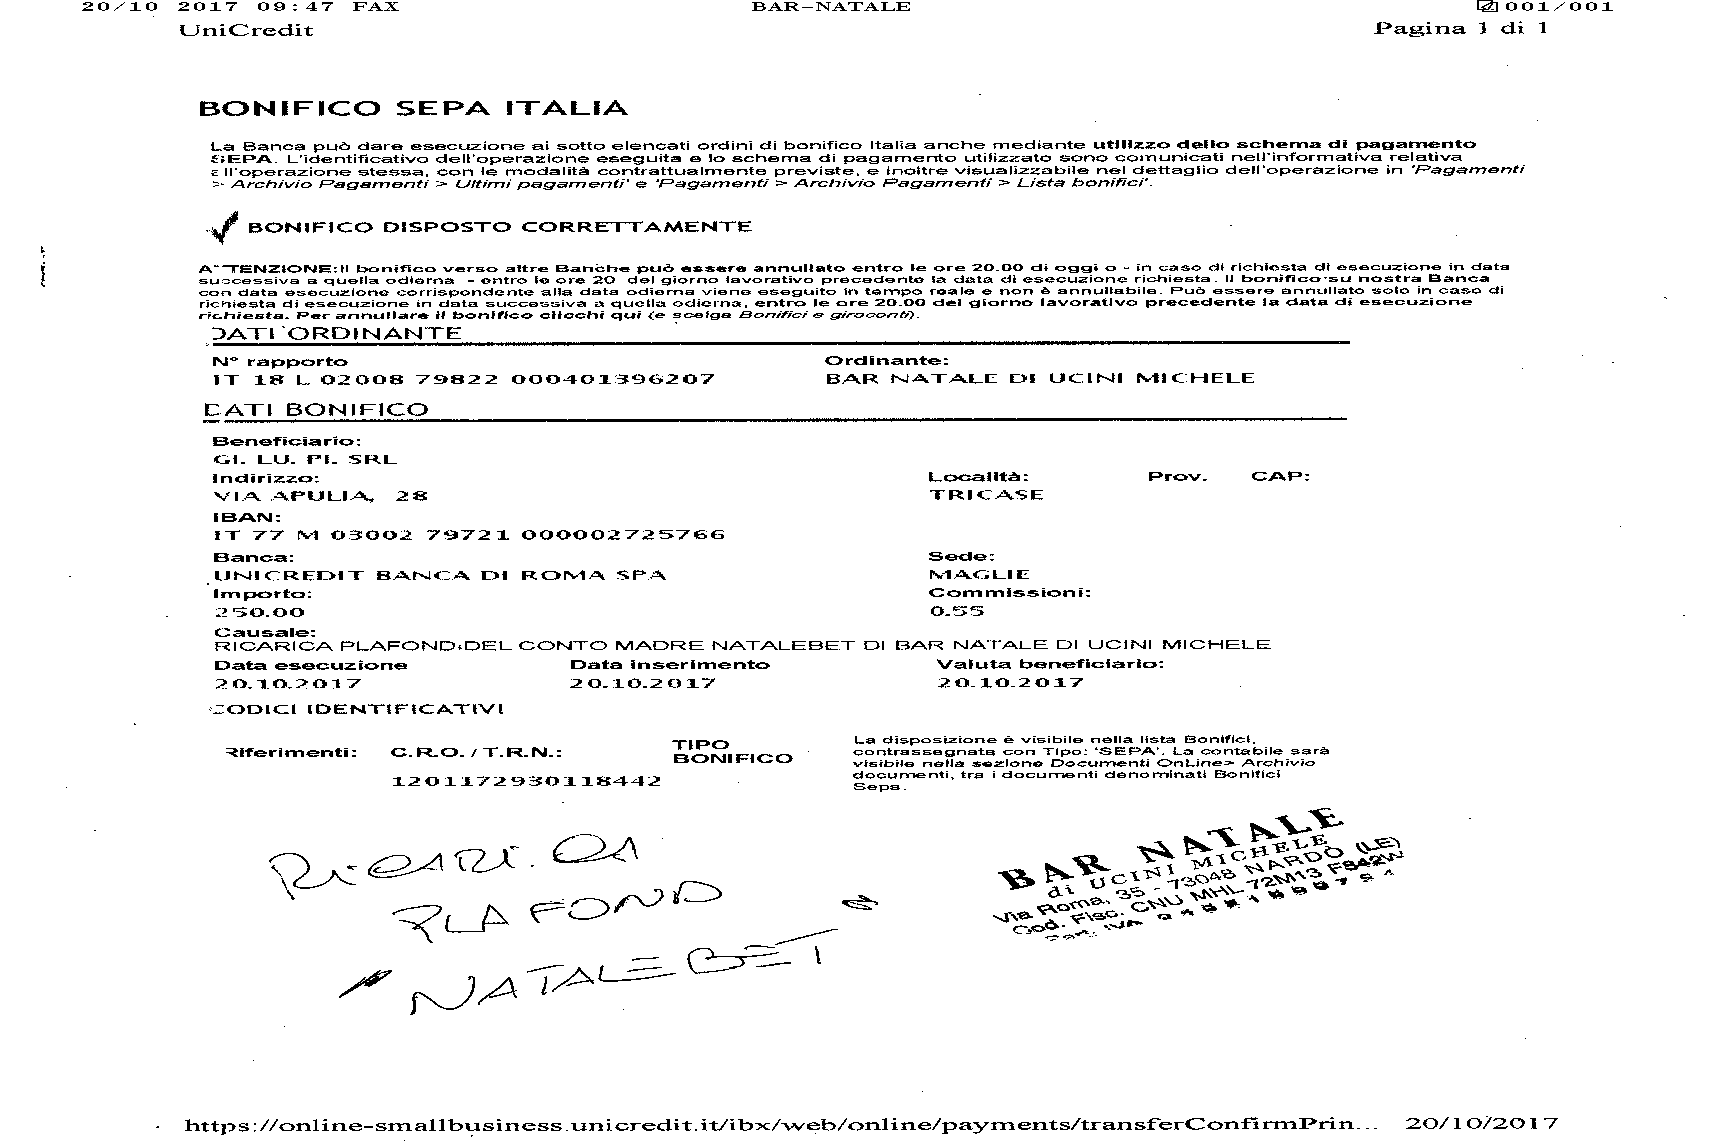 20/10 2017 09:47 FAX BAR-NATALE 001/001
UniCredit Pagina 1 di 1
BONIFICO SEPA ITALIA
La Banca può dare esecuzione ai sotto elencati ordini di bonifico Italia anche mediante utilizzo dello schema di pagamento
SEPA. L'identificativo dell'operazione eseguita e lo schema di pagamento utilizzato sono comunicati nell'informativa relativa
all'operazione stessa, con le modalità contrattualmente previste, e inoltre visualizzabile nel dettaglio dell'operazione in 'Pagamenti
> Archivio Pagamenti > Ultimi pagamenti' e 'Pagamenti > Archivio Pagamenti > Lista bonifici'.
BONIFICO DISPOSTO CORRETTAMENTE
ATTENZIONE:Il bonifico verso altre Banche può essere annullato entro le ore 20.00 di oggi o - in caso di richiesta di esecuzione in data
successiva a quella odierna - entro le ore 20 del giorno lavorativo precedente la data di esecuzione richiesta. Il bonifico su nostra Banca
con data esecuzione corrispondente alla data odierna viene eseguito in tempo reale e non è annullabile. Può essere annullato solo in caso di
richiesta di esecuzione in data successiva a quella odierna, entro le ore 20.00 del giorno lavorativo precedente la data di esecuzione
richiesta. Per annullare il bonifico clicchi qui (e scelga Bonifici e giroconti).
DATI ORDINANTE
N° rapporto Ordinante:
IT 18 L 02008 79822 000401396207 BAR NATALE DI UCINI MICHELE
DATI BONIFICO
Beneficiario:
GI. LU. PI. SRL
Indirizzo: Località: Prov. CAP:
VIA APULIA, 28 TRICASE
IBAN:
IT 77 M 03002 79721 000002725766
Banca: Sede:
UNICREDIT BANCA DI ROMA SPA MAGLIE
Importo: Commissioni:
250.00 0.55
Causale:
RICARICA PLAFOND DEL CONTO MADRE NATALEBET DI BAR NATALE DI UCINI MICHELE
Data esecuzione Data inserimento Valuta beneficiario:
20.10.2017 20.10.2017 20.10.2017
CODICI IDENTIFICATIVI
Riferimenti: C.R.O./T.R.N.: TIPO BONIFICO
1201172930118442
La disposizione è visibile nella lista Bonifici,
contrassegnata con Tipo: 'SEPA'. La contabile sarà
visibile nella sezione Documenti OnLine> Archivio
documenti, tra i documenti denominati Bonifici
Sepa.
RICARICA
PLAFOND
NATALEBET
BAR NATALE
di UCINI MICHELE
Via Roma, 35 - 73048 NARDÒ (LE)
Cod. Fisc. CNU MHL 72M13 F842W
Part. IVA
https://online-smallbusiness.unicredit.it/ibx/web/online/payments/transferConfirmPrin... 20/10/2017